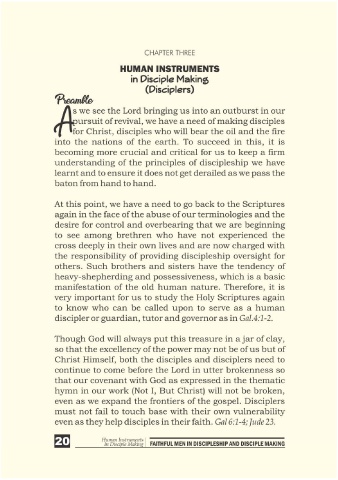 CHAPTER THREE
HUMAN INSTRUMENTS
in Disciple Making
(Disciplers)
Preamble
As we see the Lord bringing us into an outburst in our
pursuit of revival, we have a need of making disciples
for Christ, disciples who will bear the oil and the fire
into the nations of the earth. To succeed in this, it is
becoming more crucial and critical for us to keep a firm
understanding of the principles of discipleship we have
learnt and to ensure it does not get derailed as we pass the
baton from hand to hand.
At this point, we have a need to go back to the Scriptures
again in the face of the abuse of our terminologies and the
desire for control and overbearing that we are beginning
to see among brethren who have not experienced the
cross deeply in their own lives and are now charged with
the responsibility of providing discipleship oversight for
others. Such brothers and sisters have the tendency of
heavy-shepherding and possessiveness, which is a basic
manifestation of the old human nature. Therefore, it is
very important for us to study the Holy Scriptures again
to know who can be called upon to serve as a human
discipler or guardian, tutor and governor as in Gal.4:1-2.
Though God will always put this treasure in a jar of clay,
so that the excellency of the power may not be of us but of
Christ Himself, both the disciples and disciplers need to
continue to come before the Lord in utter brokenness so
that our covenant with God as expressed in the thematic
hymn in our work (Not I, But Christ) will not be broken,
even as we expand the frontiers of the gospel. Disciplers
must not fail to touch base with their own vulnerability
even as they help disciples in their faith. Gal 6:1-4; Jude 23.
20
Human Instruments
in Disciple Making
FAITHFUL MEN IN DISCIPLESHIP AND DISCIPLE MAKING